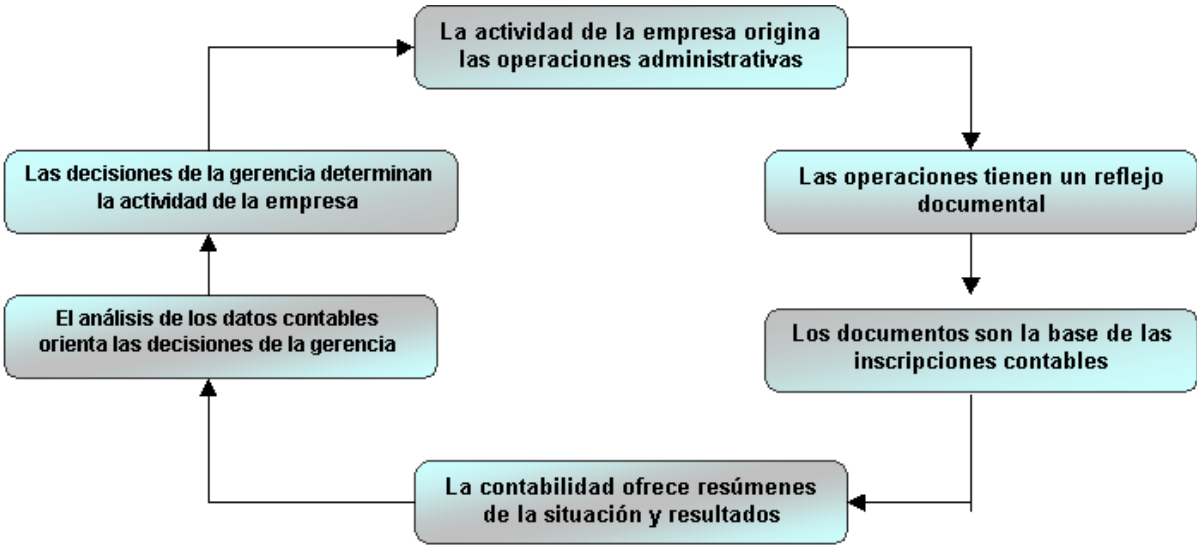 La actividad de la empresa origina
las operaciones administrativas
Las operaciones tienen un reflejo
documental
Los documentos son la base de las
inscripciones contables
La contabilidad ofrece resúmenes
de la situación y resultados
El análisis de los datos contables
orienta las decisiones de la gerencia
Las decisiones de la gerencia determinan
la actividad de la empresa